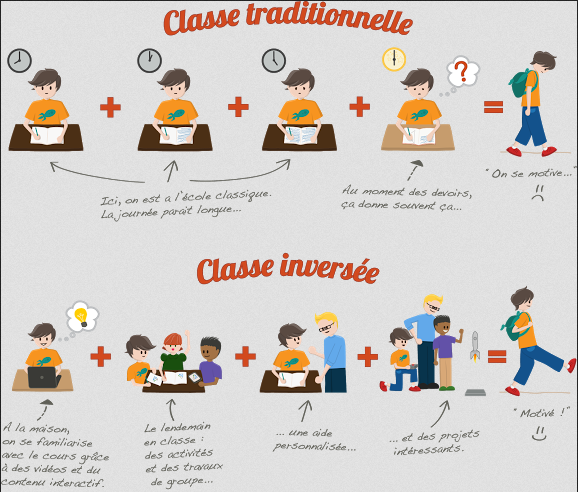 Classe traditionnelle
?
" On se motive..."
Ici, on est a l'école classique.
La journée parait longue...
Au moment des devoirs,
ça donne souvent ça...
Classe inversée
A la maison,
on se familiarise
avec le cours grâce
à des vidéos et du
contenu interactif.
Le lendemain
en classe :
des activités
et des travaux
de groupe...
... une aide
personnalisée...
... et des projets
intéressants.
" Motivé !"